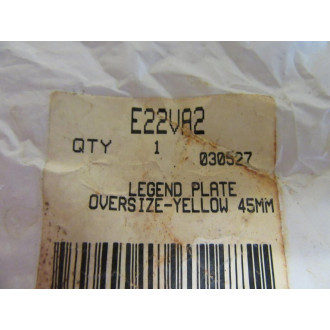 E22VA2
QTY 1 030527
LEGEND PLATE
OVERSIZE-YELLOW 45MM